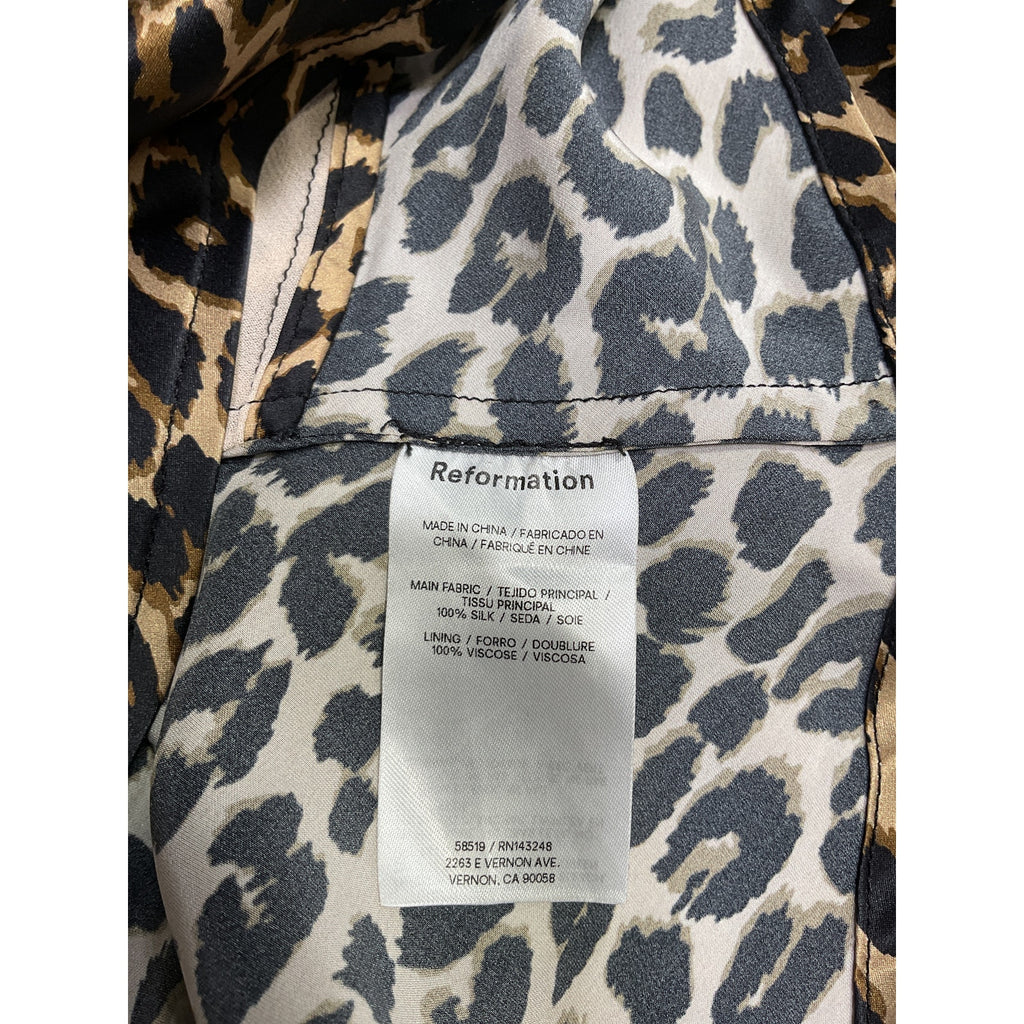 Reformation
MADE IN CHINA / FABRICADO EN
CHINA / FABRIQUÉ EN CHINE
MAIN FABRIC / TEJIDO PRINCIPAL /
TISSU PRINCIPAL
100% SILK / SEDA / SOIE
LINING / FORRO / DOUBLURE
100% VISCOSE / VISCOSA
58519 / RN143248
2263 E VERNON AVE.
VERNON, CA 90058